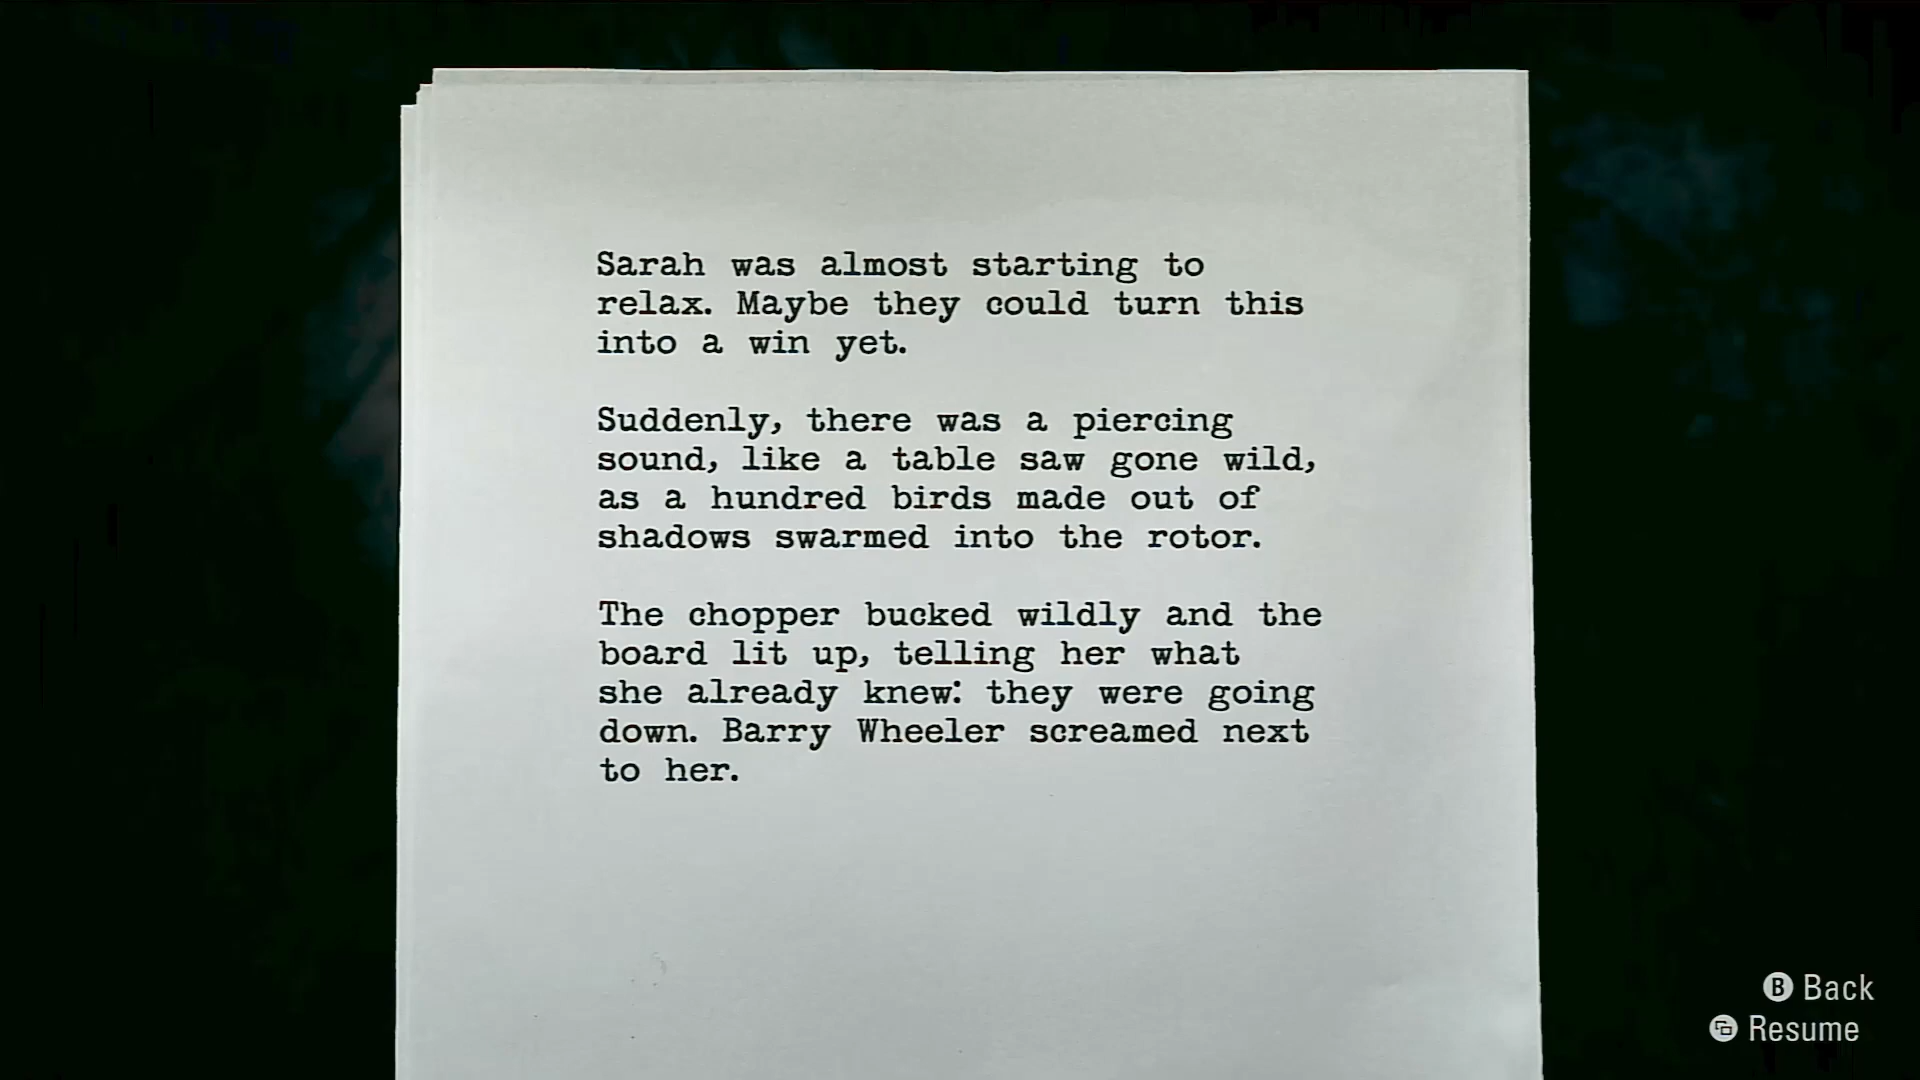 Sarah was almost starting to
relax. Maybe they could turn this
into a win yet.
Suddenly, there was a piercing
sound, like a table saw gone wild,
as a hundred birds made out of
shadows swarmed into the rotor.
The chopper bucked wildly and the
board lit up, telling her what
she already knew: they were going
down. Barry Wheeler screamed next
to her.
B Back
Resume